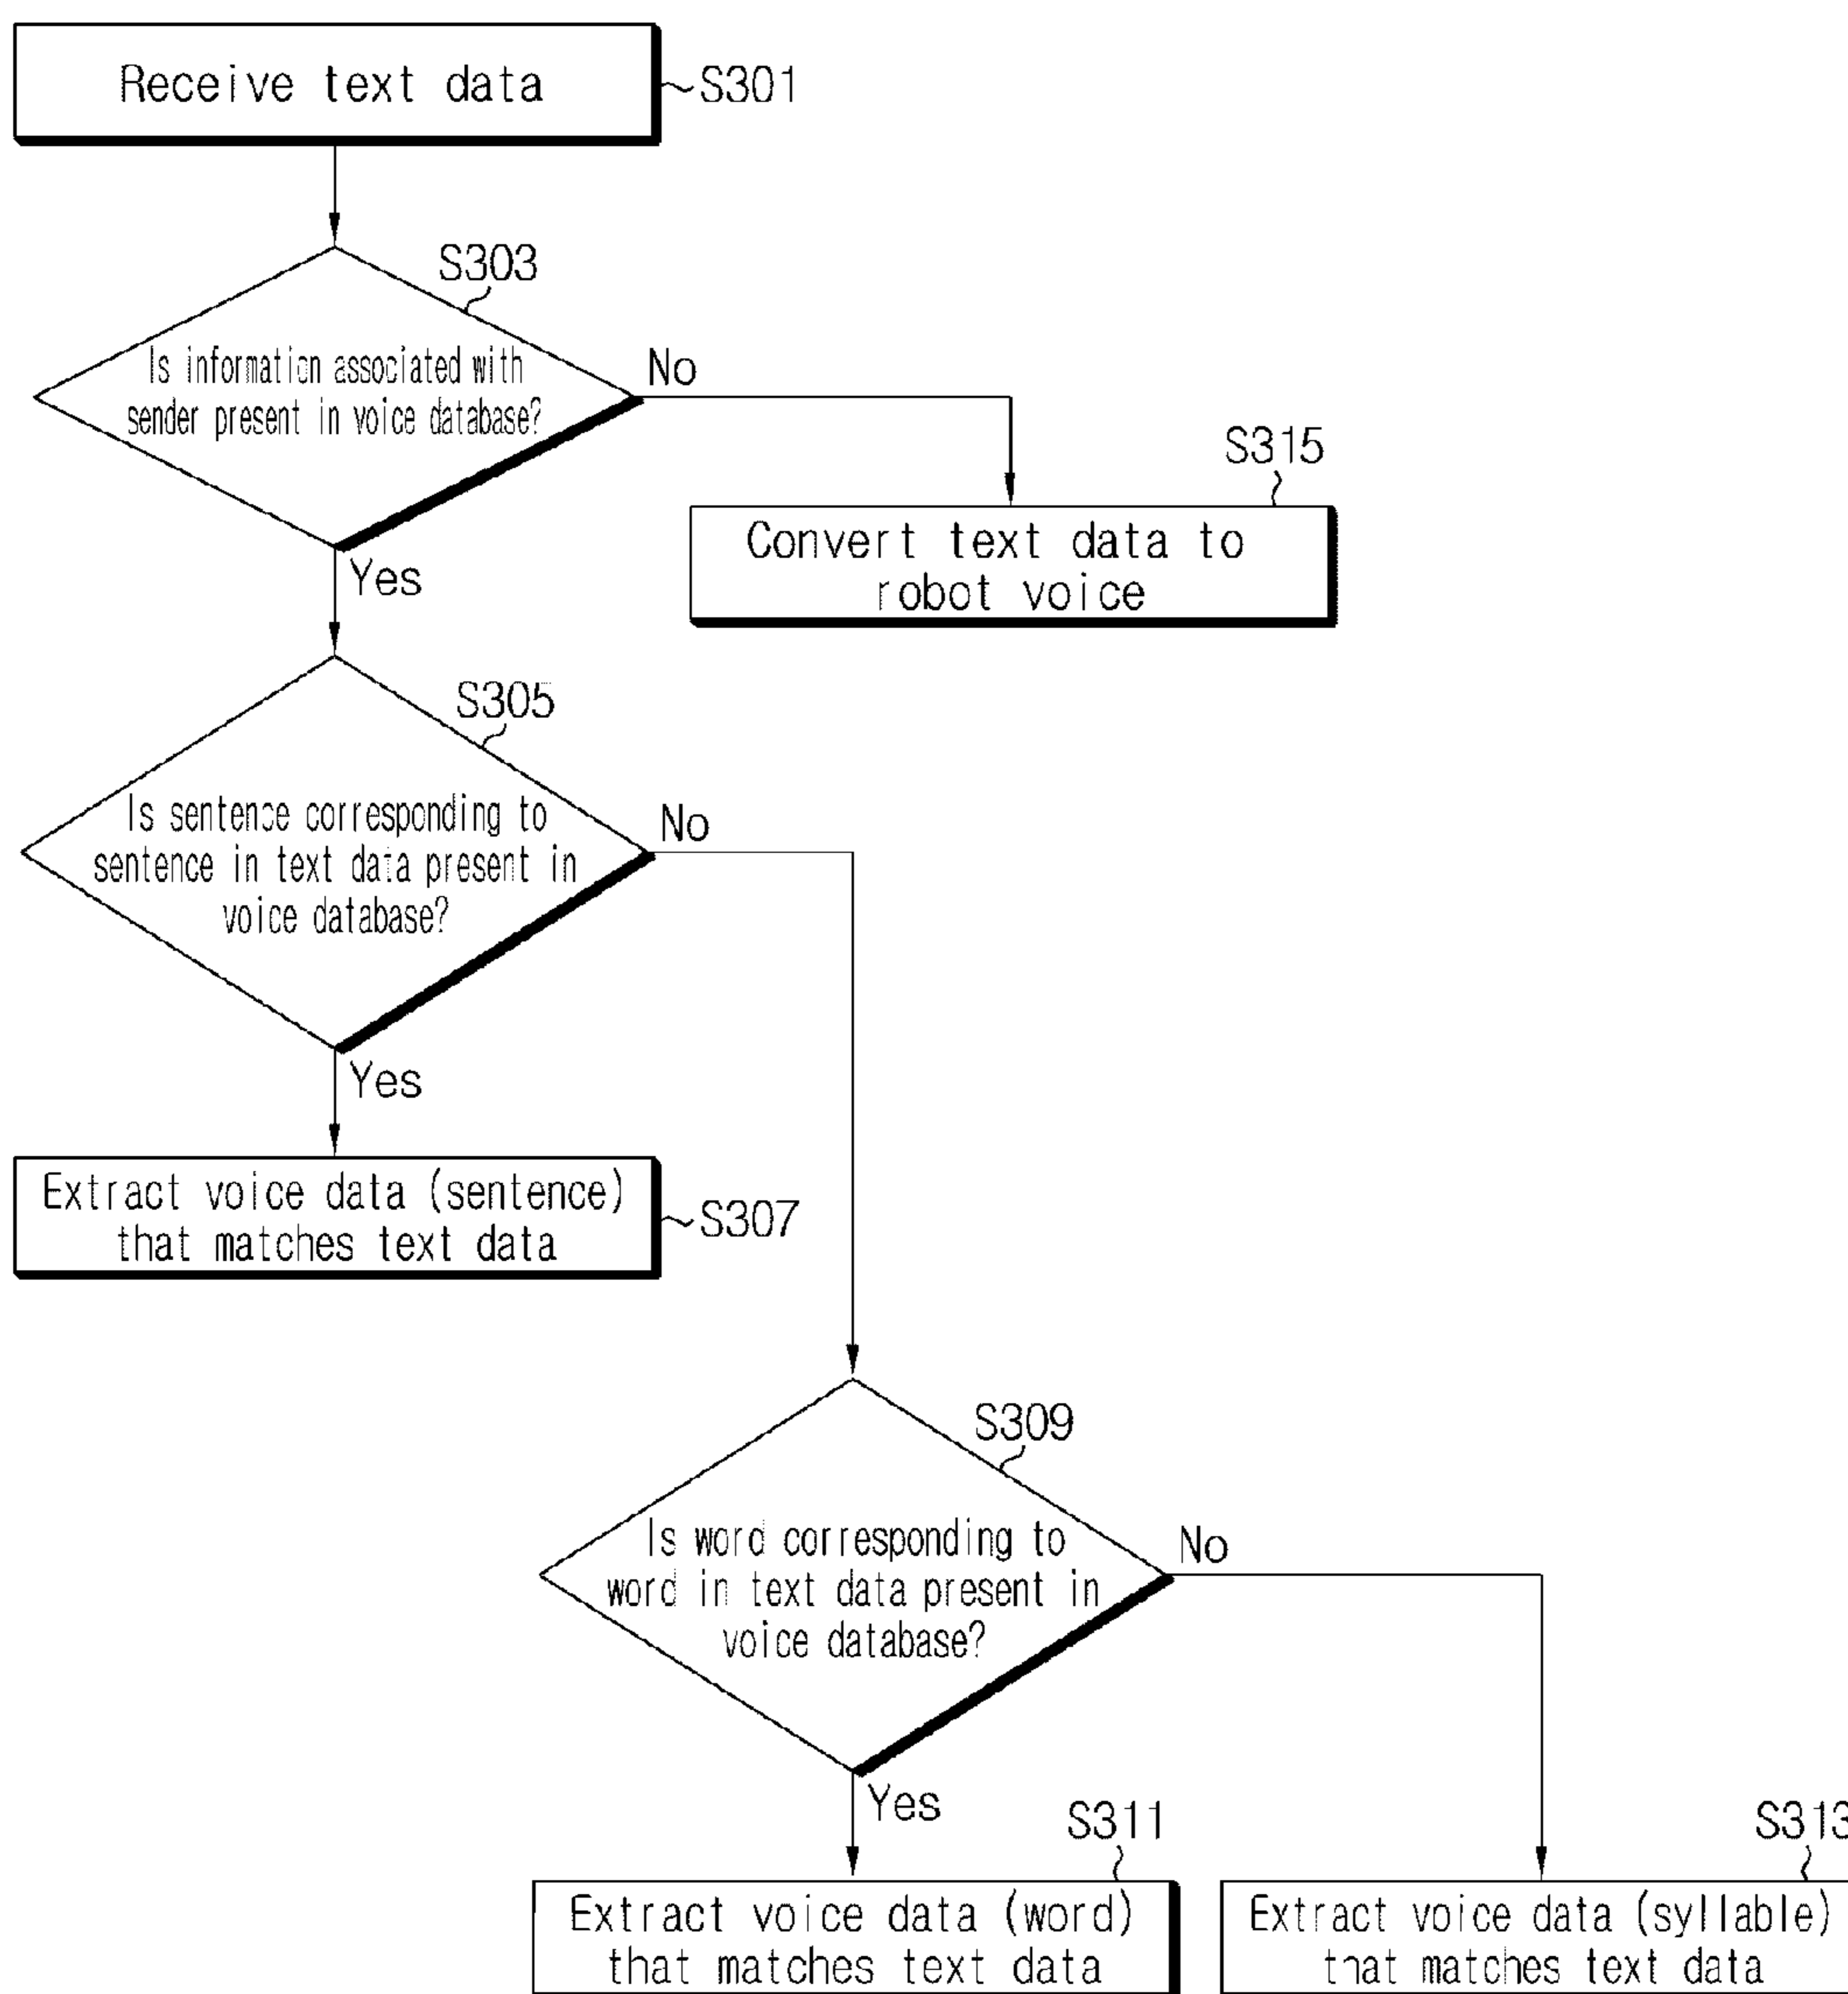 Receive text data
S301
S303
Is information associated with
sender present in voice database?
No
Yes
S315
Convert text data to
robot voice
S305
Is sentence corresponding to
sentence in text data present in
voice database?
No
Yes
Extract voice data (sentence)
that matches text data
S307
S309
Is word corresponding to
word in text data present in
voice database?
No
Yes
S311
Extract voice data (word)
that matches text data
S313
Extract voice data (syllable)
that matches text data